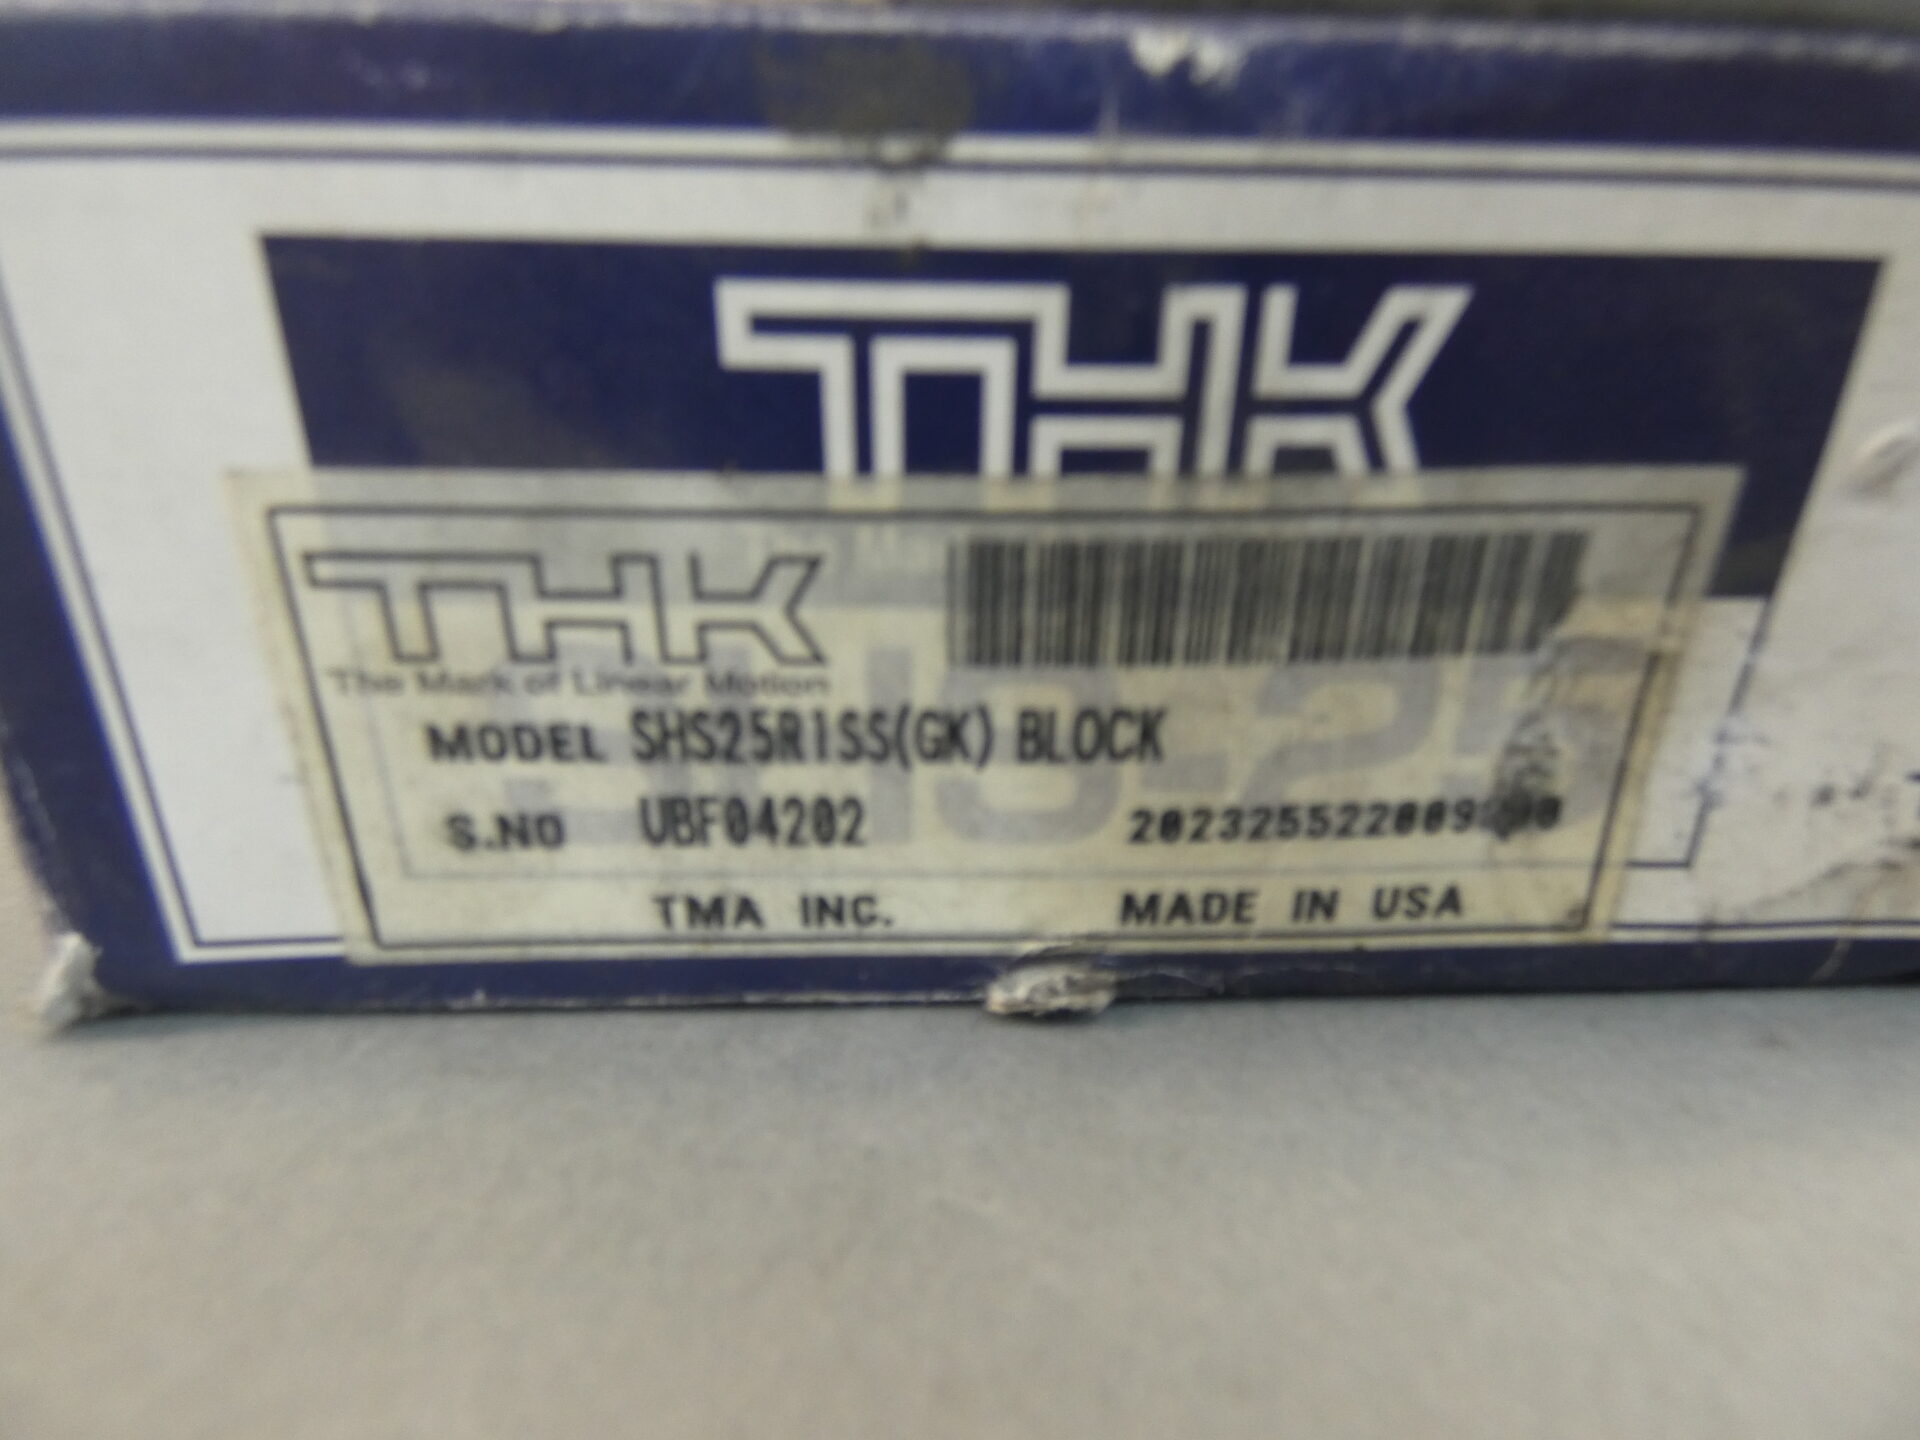 THK
THK
The Mark of Linear Motion
MODEL SHS25R1SS(GK) BLOCK
S.NO UBF04202
TMA INC. MADE IN USA